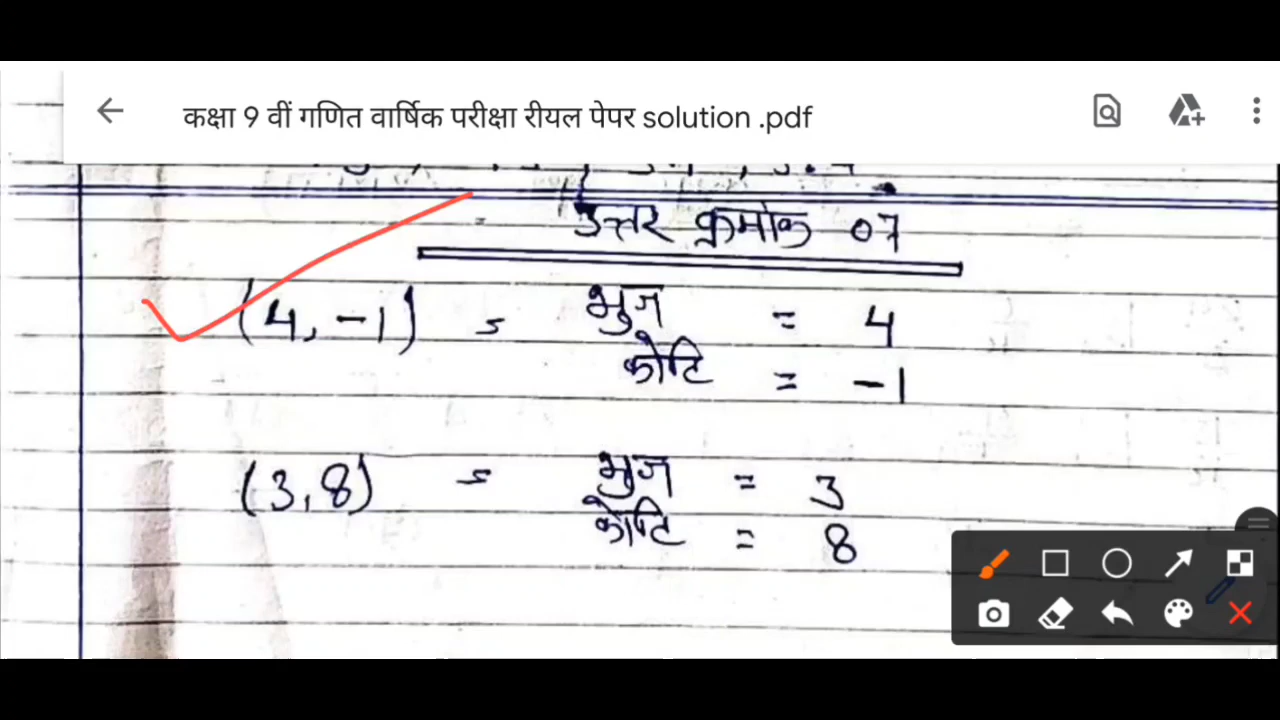 कक्षा 9 वीं गणित वार्षिक परीक्षा रीयल पेपर solution .pdf
उत्तर क्रमांक 07
(4, -1) = भुज = 4
कोटि = -1
(3, 8) = भुज = 3
कोटि = 8